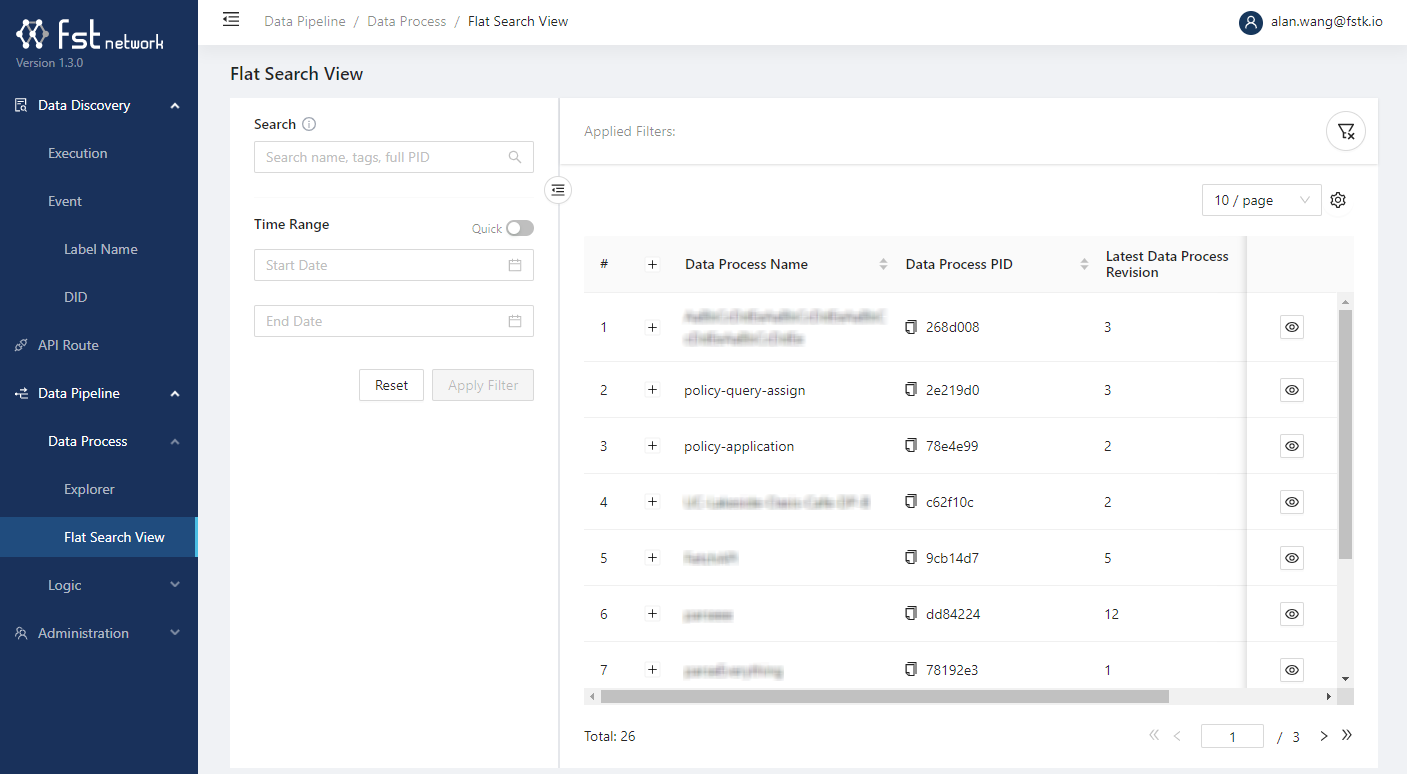 fst network
Version 1.3.0
Data Discovery
Execution
Event
Label Name
DID
API Route
Data Pipeline
Data Process
Explorer
Flat Search View
Logic
Administration
Data Pipeline / Data Process / Flat Search View
alan.wang@fstk.io
Flat Search View
Search
Search name, tags, full PID
Time Range
Quick
Start Date
End Date
Reset
Apply Filter
Applied Filters:
10 / page
# + Data Process Name Data Process PID Latest Data Process
Revision
1 + 268d008 3
2 + policy-query-assign 2e219d0 3
3 + policy-application 78e4e99 2
4 + c62f10c 2
5 + 9cb14d7 5
6 + dd84224 12
7 + 78192e3 1
Total: 26
1 / 3